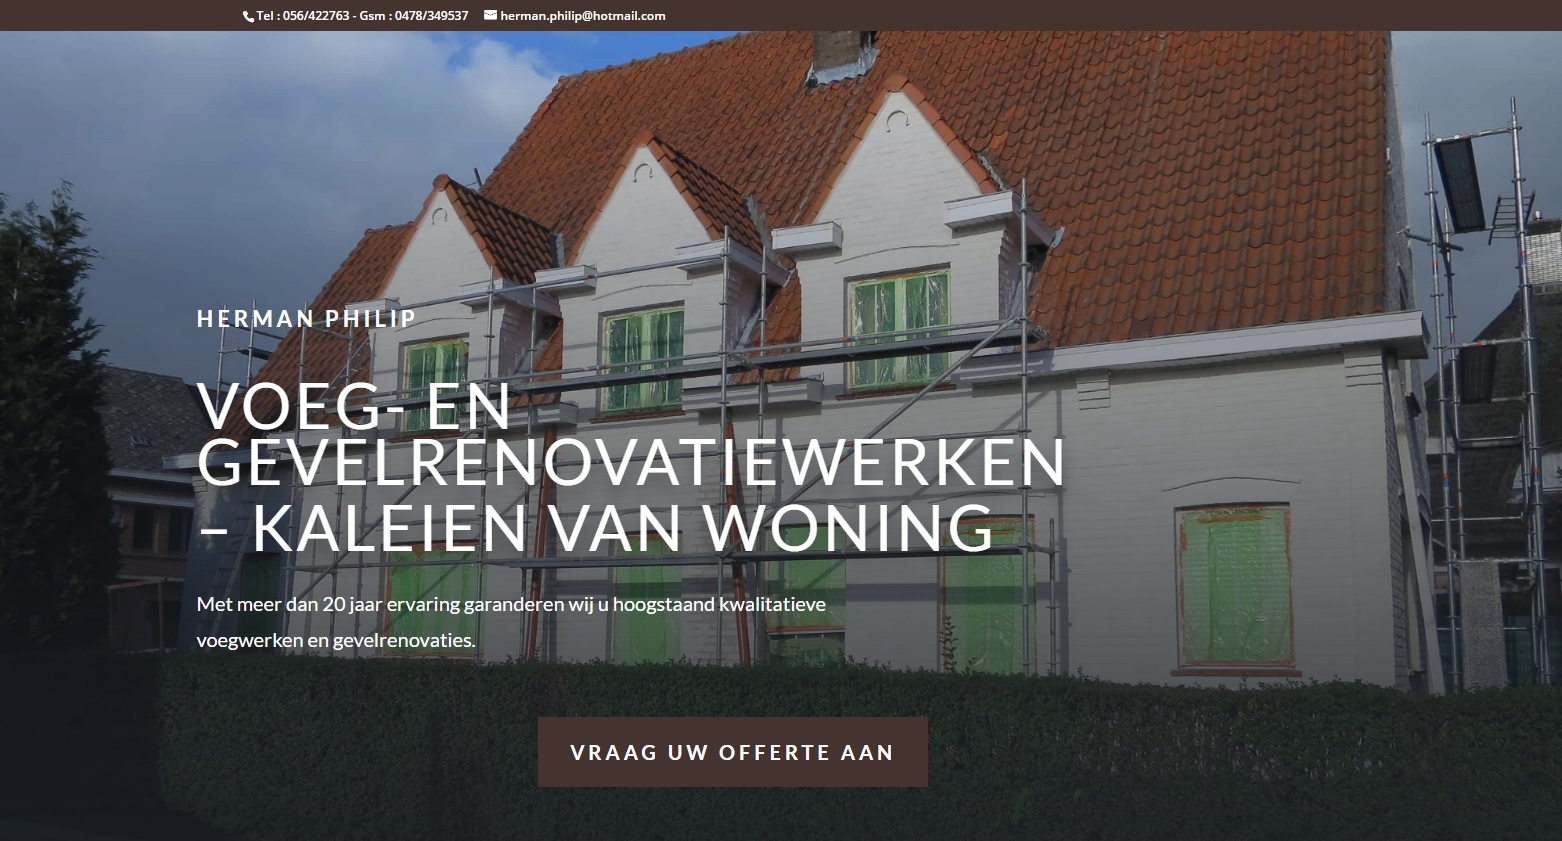 Tel : 056/422763 - Gsm : 0478/349537 herman.philip@hotmail.com
HERMAN PHILIP
VOEG- EN
GEVELRENOVATIEWERKEN
– KALEIEN VAN WONING
Met meer dan 20 jaar ervaring garanderen wij u hoogstaand kwalitatieve
voegwerken en gevelrenovaties.
VRAAG UW OFFERTE AAN